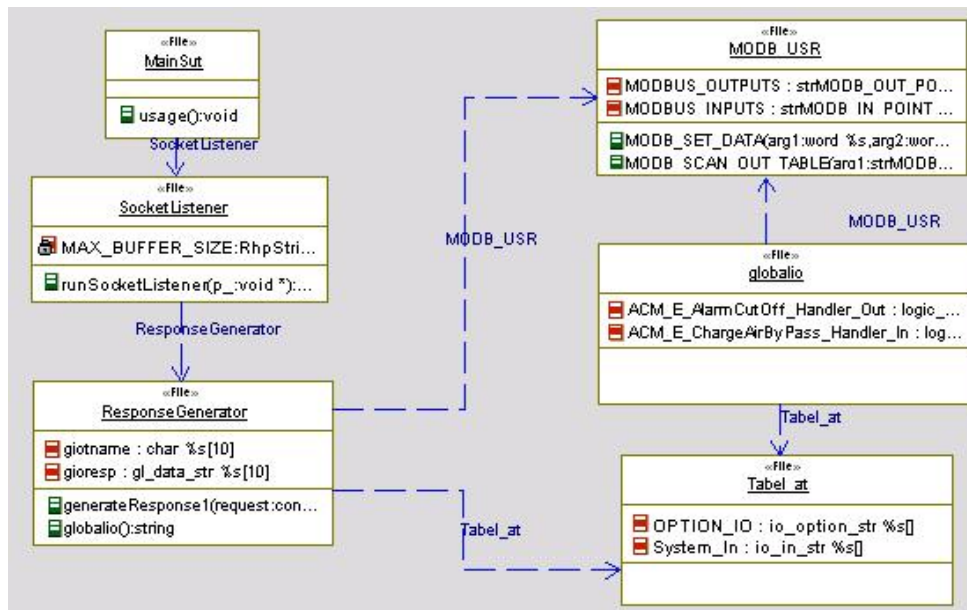 «File»
MainSut
usage():void
SocketListener
«File»
SocketListener
MAX_BUFFER_SIZE:RhpStri...
runSocketListener(p_:void *):...
ResponseGenerator
«File»
ResponseGenerator
giotname : char %s[10]
gioresp : gl_data_str %s[10]
generateResponse1(request:con...
globalio():string
MODB_USR
Tabel_at
«File»
MODB_USR
MODBUS_OUTPUTS : strMODB_OUT_PO...
MODBUS_INPUTS : strMODB_IN_POINT...
MODB_SET_DATA(arg1:word %s,arg2:wor...
MODB_SCAN_OUT_TABLE(arg1:strMODB...
MODB_USR
«File»
globalio
ACM_E_AlarmCutOff_Handler_Out : logic_...
ACM_E_ChargeAirByPass_Handler_In : log...
Tabel_at
«File»
Tabel_at
OPTION_IO : io_option_str %s[]
System_In : io_in_str %s[]